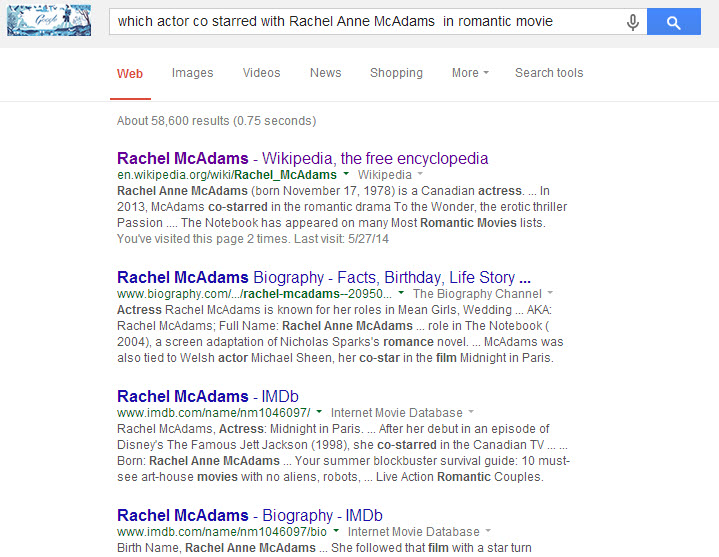 Google
which actor co starred with Rachel Anne McAdams  in romantic movie
Web Images Videos News Shopping More Search tools
About 58,600 results (0.75 seconds)
Rachel McAdams - Wikipedia, the free encyclopedia
en.wikipedia.org/wiki/Rachel_McAdams Wikipedia
Rachel Anne McAdams (born November 17, 1978) is a Canadian actress. ... In
2013, McAdams co-starred in the romantic drama To the Wonder, the erotic thriller
Passion .... The Notebook has appeared on many Most Romantic Movies lists.
You've visited this page 2 times. Last visit: 5/27/14
Rachel McAdams Biography - Facts, Birthday, Life Story ...
www.biography.com/.../rachel-mcadams--20950... The Biography Channel
Actress Rachel McAdams is known for her roles in Mean Girls, Wedding ... AKA:
Rachel McAdams; Full Name: Rachel Anne McAdams ... role in The Notebook (
2004), a screen adaptation of Nicholas Sparks's romance novel. ... McAdams was
also tied to Welsh actor Michael Sheen, her co-star in the film Midnight in Paris.
Rachel McAdams - IMDb
www.imdb.com/name/nm1046097/ Internet Movie Database
Rachel McAdams, Actress: Midnight in Paris. ... After her debut in an episode of
Disney's The Famous Jett Jackson (1998), she co-starred in the Canadian TV ... ...
Born: Rachel Anne McAdams ... Your summer blockbuster survival guide: 10 must-
see art-house movies with no aliens, robots, ... Live Action Romantic Couples.
Rachel McAdams - Biography - IMDb
www.imdb.com/name/nm1046097/bio Internet Movie Database
Birth Name, Rachel Anne McAdams ... She followed that film with a star turn